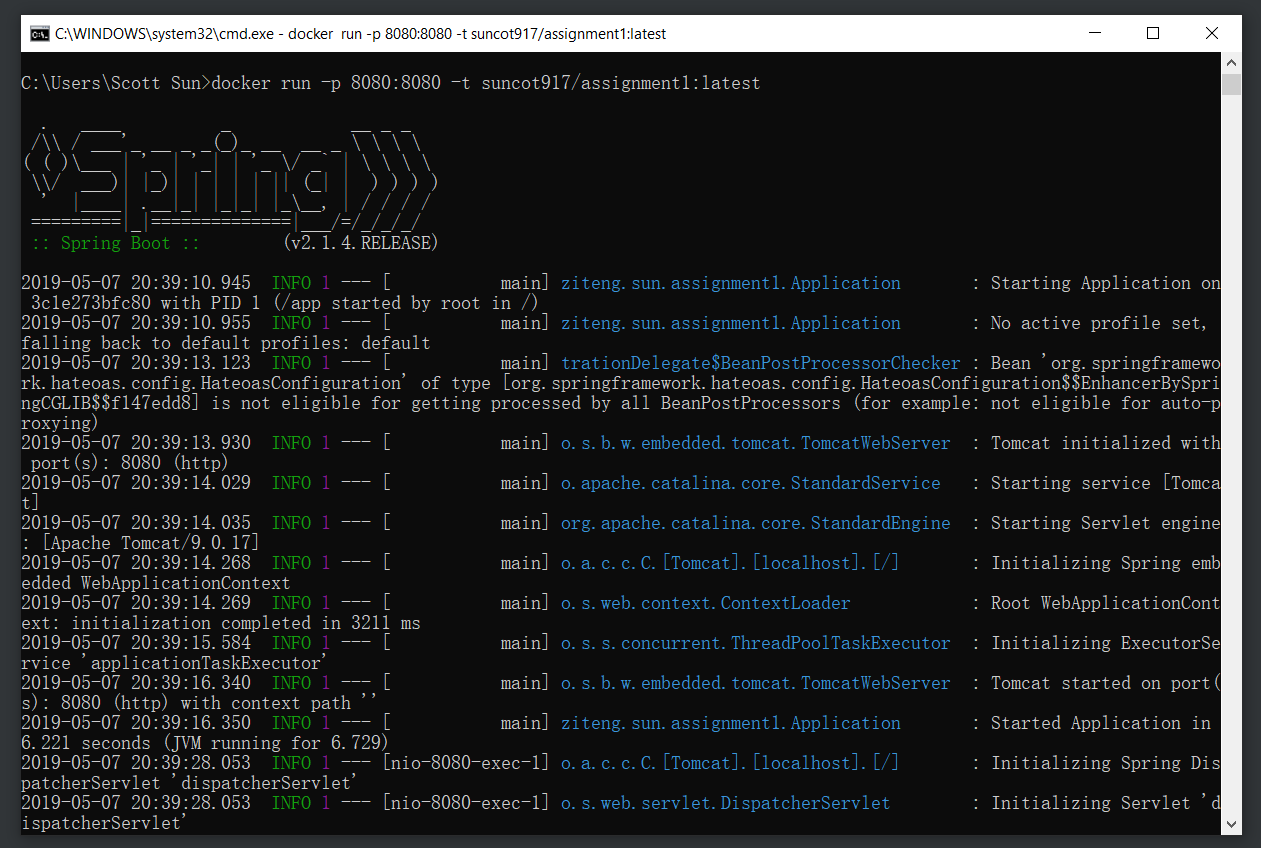 C:\WINDOWS\system32\cmd.exe - docker  run -p 8080:8080 -t suncot917/assignment1:latest
C:\Users\Scott Sun>docker run -p 8080:8080 -t suncot917/assignment1:latest
  .   ____          _            __ _ _
 /\\ / ___'_ __ _ _(_)_ __  __ _ \ \ \ \
( ( )\___ | '_ | '_| | '_ \/ _` | \ \ \ \
 \\/  ___)| |_)| | | | | || (_| |  ) ) ) )
  '  |____| .__|_| |_|_| |_\__, | / / / /
 =========|_|==============|___/=/_/_/_/
 :: Spring Boot ::        (v2.1.4.RELEASE)
2019-05-07 20:39:10.945  INFO 1 --- [           main] ziteng.sun.assignment1.Application       : Starting Application on
 3c1e273bfc80 with PID 1 (/app started by root in /)
2019-05-07 20:39:10.955  INFO 1 --- [           main] ziteng.sun.assignment1.Application       : No active profile set,
falling back to default profiles: default
2019-05-07 20:39:13.123  INFO 1 --- [           main] trationDelegate$BeanPostProcessorChecker : Bean 'org.springframewo
rk.hateoas.config.HateoasConfiguration' of type [org.springframework.hateoas.config.HateoasConfiguration$$EnhancerBySpri
ngCGLIB$$f147edd8] is not eligible for getting processed by all BeanPostProcessors (for example: not eligible for auto-p
roxying)
2019-05-07 20:39:13.930  INFO 1 --- [           main] o.s.b.w.embedded.tomcat.TomcatWebServer  : Tomcat initialized with
 port(s): 8080 (http)
2019-05-07 20:39:14.029  INFO 1 --- [           main] o.apache.catalina.core.StandardService   : Starting service [Tomca
t]
2019-05-07 20:39:14.035  INFO 1 --- [           main] org.apache.catalina.core.StandardEngine  : Starting Servlet engine
: [Apache Tomcat/9.0.17]
2019-05-07 20:39:14.268  INFO 1 --- [           main] o.a.c.c.C.[Tomcat].[localhost].[/]       : Initializing Spring emb
edded WebApplicationContext
2019-05-07 20:39:14.269  INFO 1 --- [           main] o.s.web.context.ContextLoader            : Root WebApplicationCont
ext: initialization completed in 3211 ms
2019-05-07 20:39:15.584  INFO 1 --- [           main] o.s.s.concurrent.ThreadPoolTaskExecutor  : Initializing ExecutorSe
rvice 'applicationTaskExecutor'
2019-05-07 20:39:16.340  INFO 1 --- [           main] o.s.b.w.embedded.tomcat.TomcatWebServer  : Tomcat started on port(
s): 8080 (http) with context path ''
2019-05-07 20:39:16.350  INFO 1 --- [           main] ziteng.sun.assignment1.Application       : Started Application in
6.221 seconds (JVM running for 6.729)
2019-05-07 20:39:28.053  INFO 1 --- [nio-8080-exec-1] o.a.c.c.C.[Tomcat].[localhost].[/]       : Initializing Spring Dis
patcherServlet 'dispatcherServlet'
2019-05-07 20:39:28.053  INFO 1 --- [nio-8080-exec-1] o.s.web.servlet.DispatcherServlet        : Initializing Servlet 'd
ispatcherServlet'